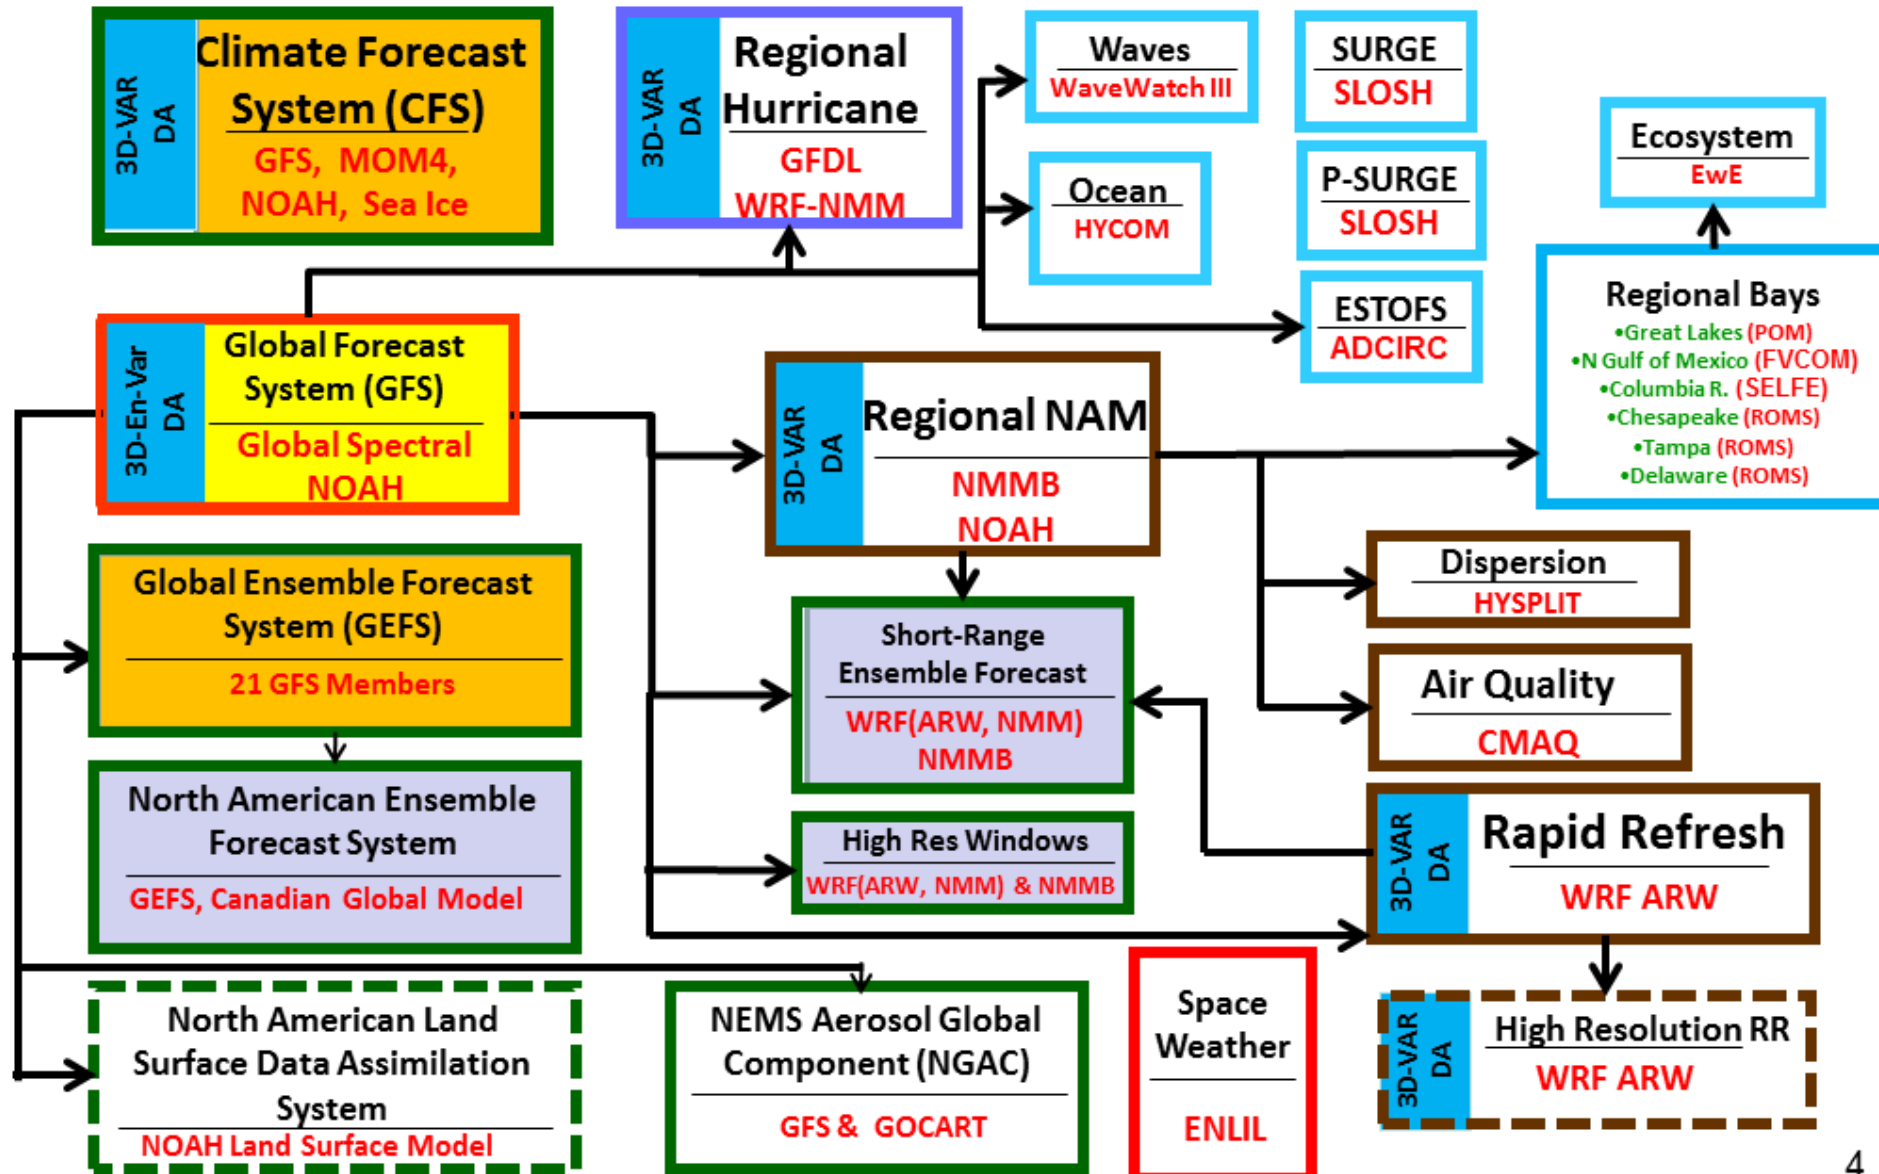 3D-VAR
DA
Climate Forecast
System (CFS)
GFS, MOM4,
NOAH, Sea Ice
3D-VAR
DA
Regional
Hurricane
GFDL
WRF-NMM
Waves
WaveWatch III
Ocean
HYCOM
SURGE
SLOSH
P-SURGE
SLOSH
ESTOFS
ADCIRC
Ecosystem
EwE
Regional Bays
•Great Lakes (POM)
•N Gulf of Mexico (FVCOM)
•Columbia R. (SELFE)
•Chesapeake (ROMS)
•Tampa (ROMS)
•Delaware (ROMS)
3D-En-Var
DA
Global Forecast
System (GFS)
Global Spectral
NOAH
3D-VAR
DA
Regional NAM
NMMB
NOAH
Global Ensemble Forecast
System (GEFS)
21 GFS Members
Short-Range
Ensemble Forecast
WRF(ARW, NMM)
NMMB
Dispersion
HYSPLIT
Air Quality
CMAQ
North American Ensemble
Forecast System
GEFS, Canadian Global Model
High Res Windows
WRF(ARW, NMM) & NMMB
3D-VAR
DA
Rapid Refresh
WRF ARW
North American Land
Surface Data Assimilation
System
NOAH Land Surface Model
NEMS Aerosol Global
Component (NGAC)
GFS & GOCART
Space
Weather
ENLIL
3D-VAR
DA
High Resolution RR
WRF ARW
4